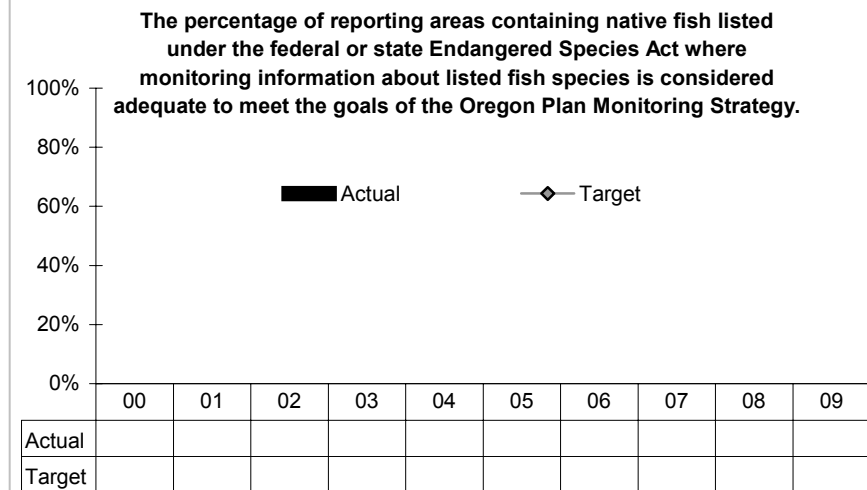 The percentage of reporting areas containing native fish listed
under the federal or state Endangered Species Act where
monitoring information about listed fish species is considered
adequate to meet the goals of the Oregon Plan Monitoring Strategy.
100%
80%
Actual Target
60%
40%
20%
0%
00 01 02 03 04 05 06 07 08 09
Actual
Target